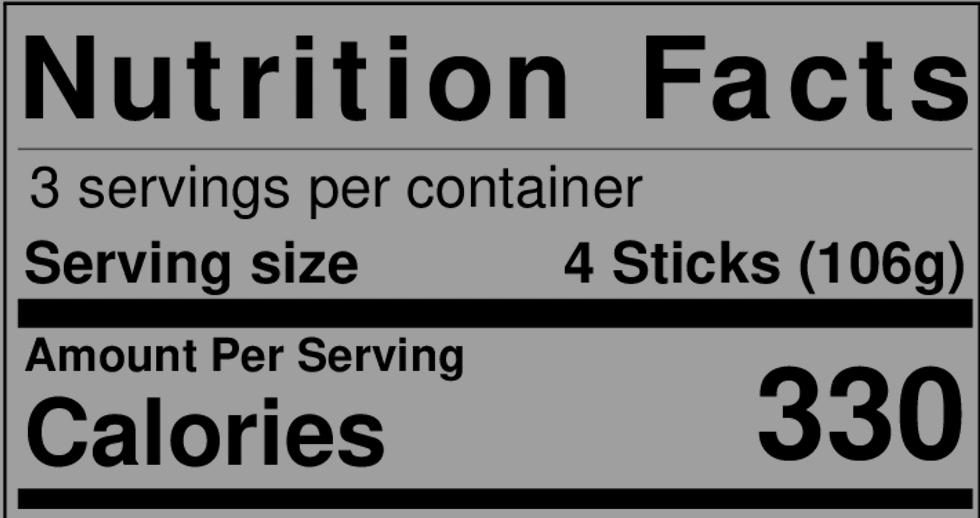 Nutrition Facts
3 servings per container
Serving size 4 Sticks (106g)
Amount Per Serving
Calories 330